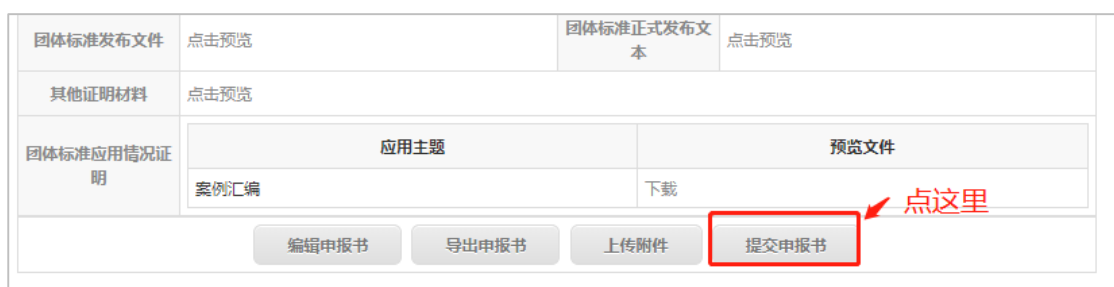 团体标准发布文件 点击预览 团体标准正式发布文
本 点击预览
其他证明材料 点击预览
团体标准应用情况证
明
应用主题 预览文件
案例汇编 下载
点这里
编辑申报书 导出申报书 上传附件 提交申报书